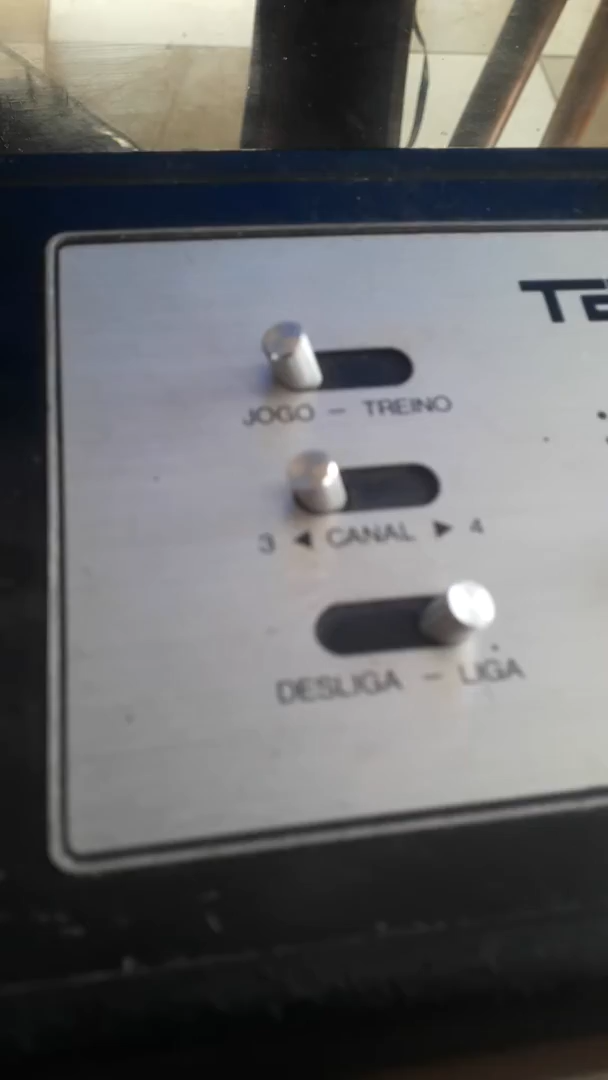 JOGO - TREINO
3 ◀ CANAL ▶ 4
DESLIGA - LIGA